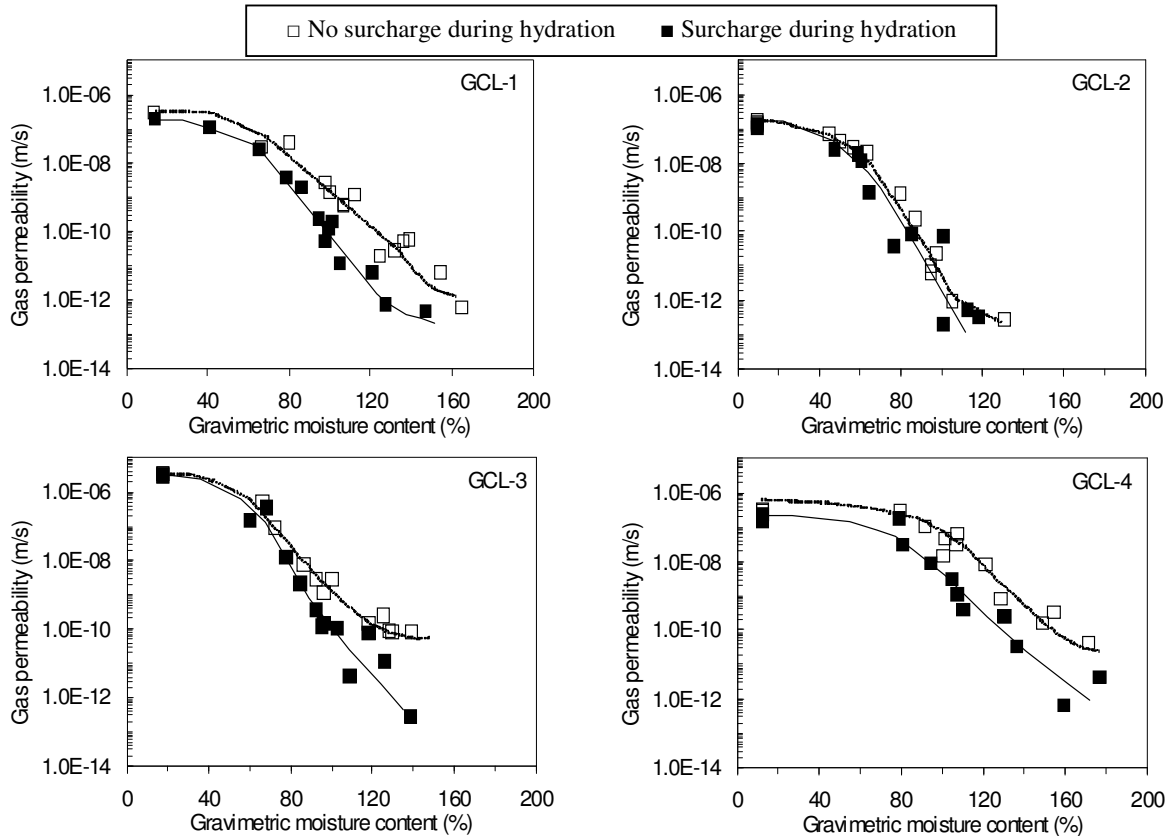 □ No surcharge during hydration ■ Surcharge during hydration
GCL-1
Gas permeability (m/s)
1.0E-06
1.0E-08
1.0E-10
1.0E-12
1.0E-14
0 40 80 120 160 200
Gravimetric moisture content (%)
GCL-2
Gas permeability (m/s)
1.0E-06
1.0E-08
1.0E-10
1.0E-12
1.0E-14
0 40 80 120 160 200
Gravimetric moisture content (%)
GCL-3
Gas permeability (m/s)
1.0E-06
1.0E-08
1.0E-10
1.0E-12
1.0E-14
0 40 80 120 160 200
Gravimetric moisture content (%)
GCL-4
Gas permeability (m/s)
1.0E-06
1.0E-08
1.0E-10
1.0E-12
1.0E-14
0 40 80 120 160 200
Gravimetric moisture content (%)